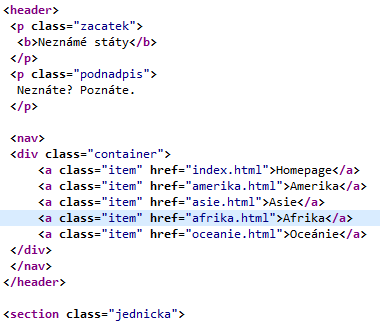 <header>
<p class="zacatek">
<b>Neznámé státy</b>
</p>
<p class="podnadpis">
Neznáte? Poznáte.
</p>
<nav>
<div class="container">
<a class="item" href="index.html">Homepage</a>
<a class="item" href="amerika.html">Amerika</a>
<a class="item" href="asie.html">Asie</a>
<a class="item" href="afrika.html">Afrika</a>
<a class="item" href="oceanie.html">Oceánie</a>
</div>
</nav>
</header>
<section class="jednicka">